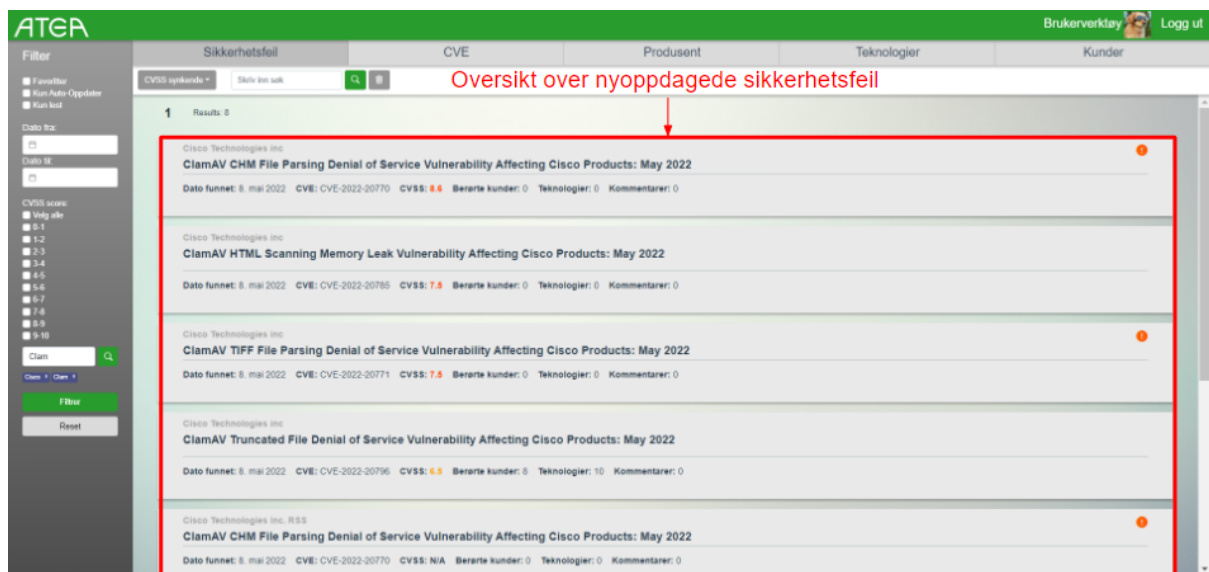 ATEA
Brukerverktøy
Logg ut
Filter
Sikkerhetsfeil
CVE
Produsent
Teknologier
Kunder
Favoritter
Kun Auto-Oppdater
Kun lest
CVSS synkende
Skriv inn søk
Oversikt over nyoppdagede sikkerhetsfeil
1 Results: 8
Dato fra:
Dato til:
CVSS score:
Velg alle
0-1
1-2
2-3
3-4
4-5
5-6
6-7
7-8
8-9
9-10
Clam
Clam × Clam ×
Filtrer
Reset
Cisco Technologies inc
ClamAV CHM File Parsing Denial of Service Vulnerability Affecting Cisco Products: May 2022
Dato funnet: 8. mai 2022 CVE: CVE-2022-20770 CVSS: 8.6 Berørte kunder: 0 Teknologier: 0 Kommentarer: 0
Cisco Technologies inc
ClamAV HTML Scanning Memory Leak Vulnerability Affecting Cisco Products: May 2022
Dato funnet: 8. mai 2022 CVE: CVE-2022-20785 CVSS: 7.5 Berørte kunder: 0 Teknologier: 0 Kommentarer: 0
Cisco Technologies inc
ClamAV TIFF File Parsing Denial of Service Vulnerability Affecting Cisco Products: May 2022
Dato funnet: 8. mai 2022 CVE: CVE-2022-20771 CVSS: 7.5 Berørte kunder: 0 Teknologier: 0 Kommentarer: 0
Cisco Technologies inc
ClamAV Truncated File Denial of Service Vulnerability Affecting Cisco Products: May 2022
Dato funnet: 8. mai 2022 CVE: CVE-2022-20796 CVSS: 6.5 Berørte kunder: 8 Teknologier: 10 Kommentarer: 0
Cisco Technologies Inc. RSS
ClamAV CHM File Parsing Denial of Service Vulnerability Affecting Cisco Products: May 2022
Dato funnet: 8. mai 2022 CVE: CVE-2022-20770 CVSS: N/A Berørte kunder: 0 Teknologier: 0 Kommentarer: 0